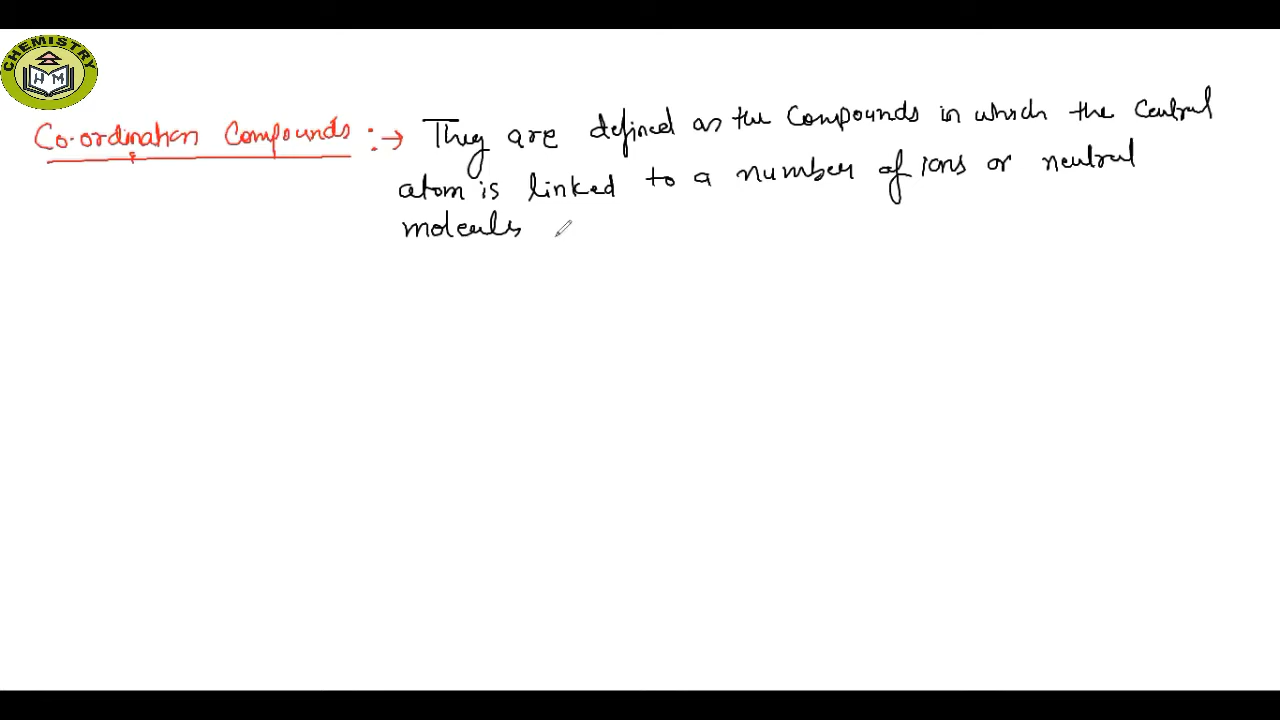 CHEMISTRY
HM
Co-ordination Compounds :→ They are defined as the compounds in which the central
atom is linked to a number of ions or neutral
molecules